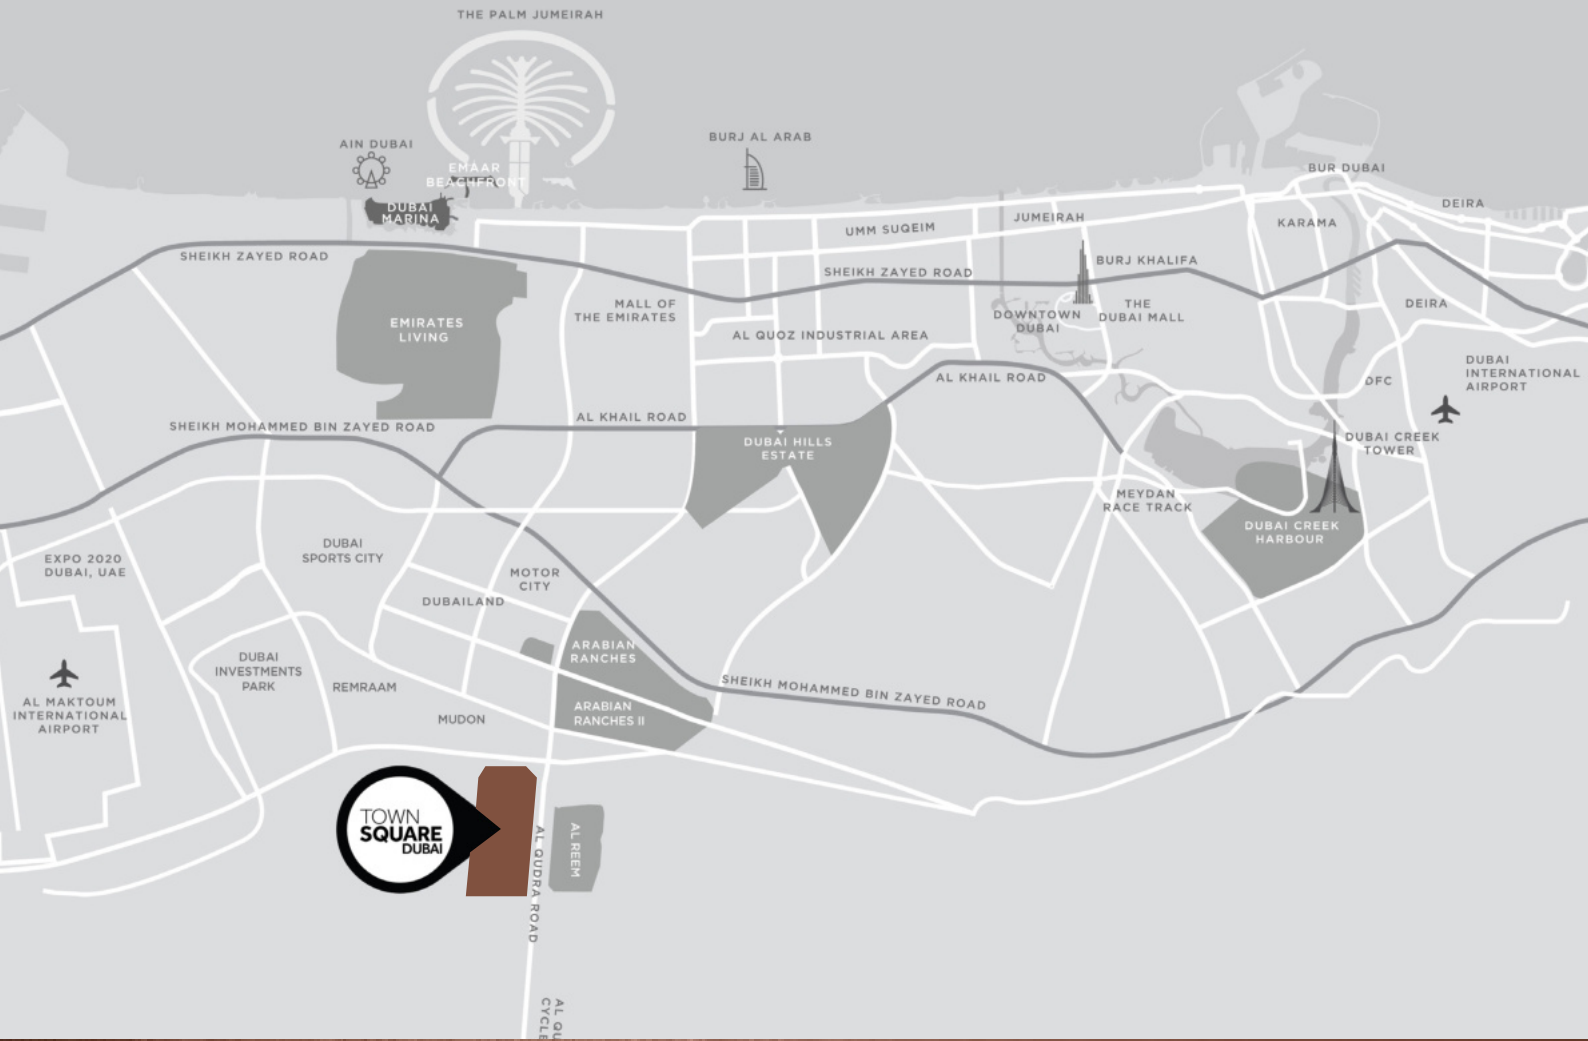 THE PALM JUMEIRAH
AIN DUBAI
EMAAR
BEACHFRONT
DUBAI
MARINA
BURJ AL ARAB
BUR DUBAI
DEIRA
KARAMA
JUMEIRAH
UMM SUQEIM
SHEIKH ZAYED ROAD
SHEIKH ZAYED ROAD
BURJ KHALIFA
MALL OF
THE EMIRATES
THE
DUBAI MALL
DEIRA
DOWNTOWN
DUBAI
EMIRATES
LIVING
AL QUOZ INDUSTRIAL AREA
DUBAI
INTERNATIONAL
AIRPORT
AL KHAIL ROAD
DFC
AL KHAIL ROAD
SHEIKH MOHAMMED BIN ZAYED ROAD
DUBAI HILLS
ESTATE
DUBAI CREEK
TOWER
MEYDAN
RACE TRACK
DUBAI CREEK
HARBOUR
DUBAI
SPORTS CITY
EXPO 2020
DUBAI, UAE
MOTOR
CITY
DUBAILAND
ARABIAN
RANCHES
DUBAI
INVESTMENTS
PARK
REMRAAM
SHEIKH MOHAMMED BIN ZAYED ROAD
AL MAKTOUM
INTERNATIONAL
AIRPORT
MUDON
ARABIAN
RANCHES II
TOWN
SQUARE
DUBAI
AL QUDRA ROAD
AL REEM
AL QU
CYCLE